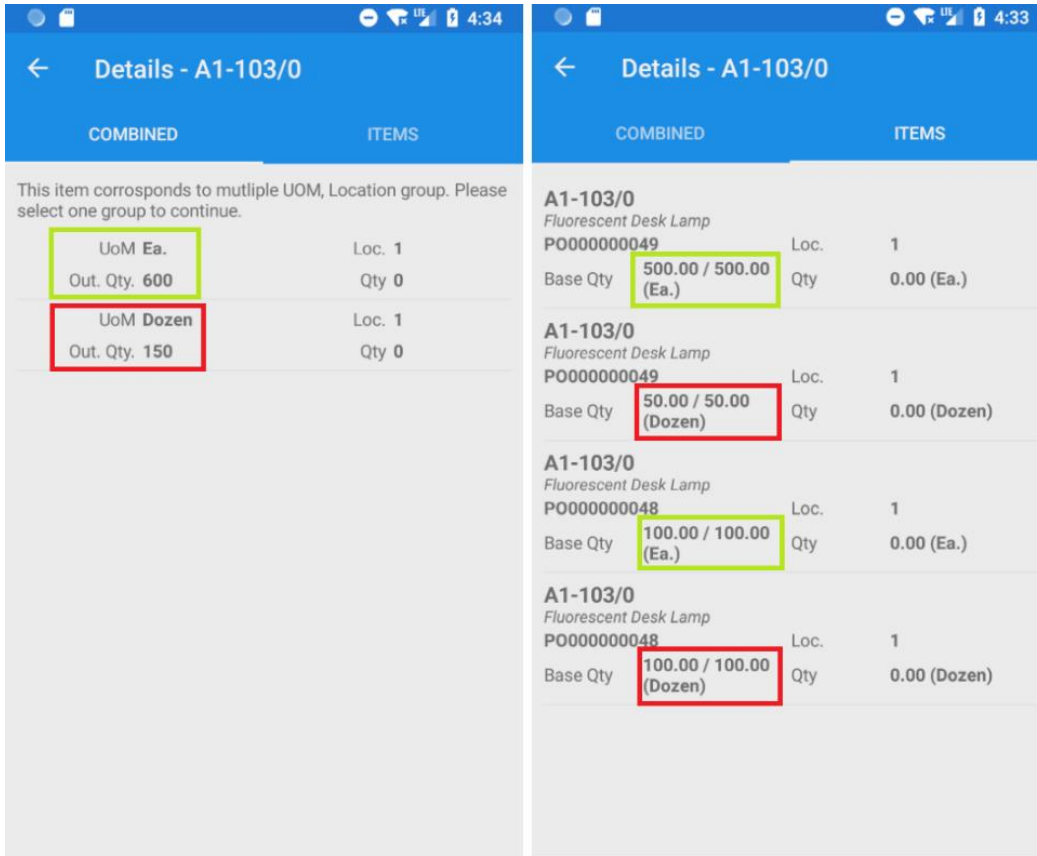 LTE 4:34
Details - A1-103/0
COMBINED ITEMS
This item corrosponds to mutliple UOM, Location group. Please
select one group to continue.
UoM Ea. Loc. 1
Out. Qty. 600 Qty 0
UoM Dozen Loc. 1
Out. Qty. 150 Qty 0
LTE 4:33
Details - A1-103/0
COMBINED ITEMS
A1-103/0
Fluorescent Desk Lamp
PO000000049 Loc. 1
Base Qty 500.00 / 500.00 Qty 0.00 (Ea.)
(Ea.)
A1-103/0
Fluorescent Desk Lamp
PO000000049 Loc. 1
Base Qty 50.00 / 50.00 Qty 0.00 (Dozen)
(Dozen)
A1-103/0
Fluorescent Desk Lamp
PO000000048 Loc. 1
Base Qty 100.00 / 100.00 Qty 0.00 (Ea.)
(Ea.)
A1-103/0
Fluorescent Desk Lamp
PO000000048 Loc. 1
Base Qty 100.00 / 100.00 Qty 0.00 (Dozen)
(Dozen)